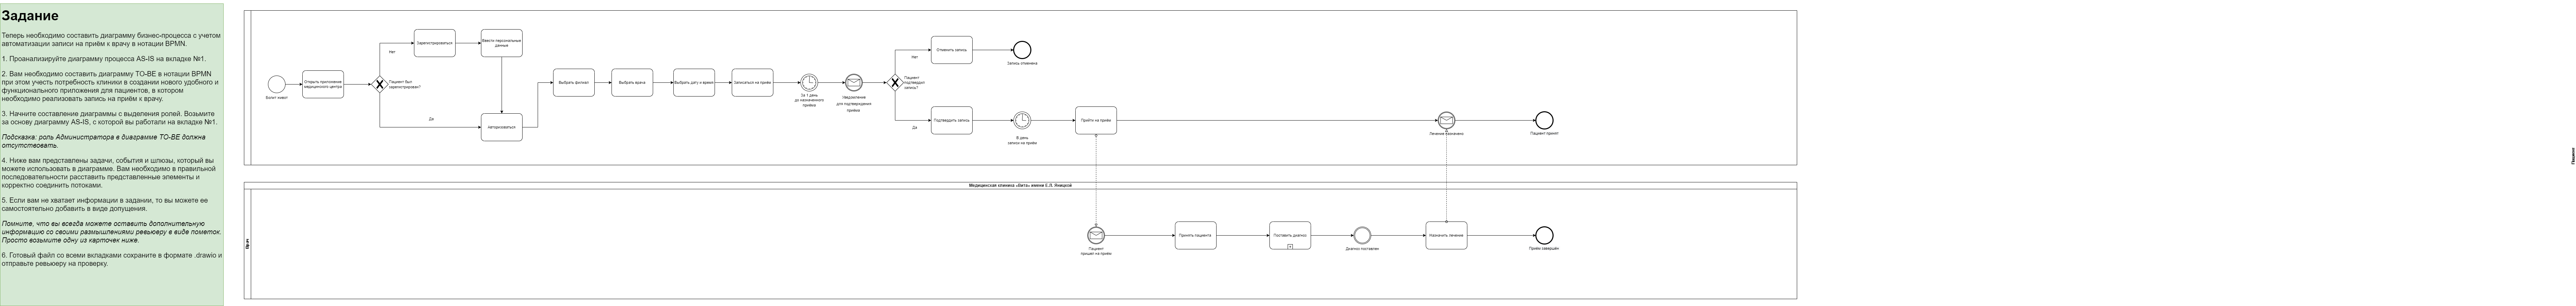 Задание
Теперь необходимо составить диаграмму бизнес-процесса с учетом
автоматизации записи на приём к врачу в нотации BPMN.
1. Проанализируйте диаграмму процесса AS-IS на вкладке №1.
2. Вам необходимо составить диаграмму TO-BE в нотации BPMN
при этом учесть потребность клиники в создании нового удобного и
функционального приложения для пациентов, в котором
необходимо реализовать запись на приём к врачу.
3. Начните составление диаграммы с выделения ролей. Возьмите
за основу диаграмму AS-IS, с которой вы работали на вкладке №1.
Подсказка: роль Администратора в диаграмме TO-BE должна
отсутствовать.
4. Ниже вам представлены задачи, события и шлюзы, который вы
можете использовать в диаграмме. Вам необходимо в правильной
последовательности расставить представленные элементы и
корректно соединить потоками.
5. Если вам не хватает информации в задании, то вы можете ее
самостоятельно добавить в виде допущения.
Помните, что вы всегда можете оставить дополнительную
информацию со своими размышлениями ревьюеру в виде пометок.
Просто возьмите одну из карточек ниже.
6. Готовый файл со всеми вкладками сохраните в формате .drawio и
отправьте ревьюеру на проверку.
Болит живот
Открыть приложение
медицинского центра
Пациент был
зарегистрирован?
Нет
Да
Зарегистрироваться
Ввести персональные
данные
Авторизоваться
Выбрать филиал
Выбрать врача
Выбрать дату и время
Записаться на приём
За 1 день
до назначенного
приёма
Уведомление
для подтверждения
приёма
Пациент
подтвердил
запись?
Нет
Да
Отменить запись
Запись отменена
Подтвердить запись
В день
записи на приём
Прийти на приём
Лечение назначено
Пациент принят
Пациент
Медицинская клиника «Вита» имени Е.Л. Яницкой
Врач
Пациент
пришел на приём
Принять пациента
Поставить диагноз
Диагноз поставлен
Назначить лечение
Приём завершён